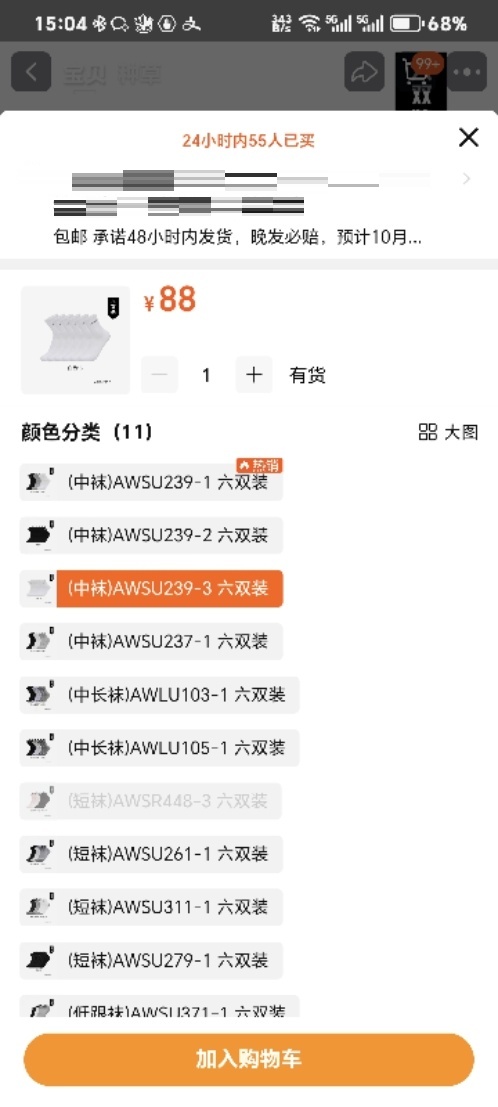 15:04
243 B/s 5G 5G 68%
宝贝 种草
99+
24小时内55人已买
包邮 承诺48小时内发货，晚发必赔，预计10月...
¥88
1 有货
颜色分类（11） 大图
热销
(中袜)AWSU239-1 六双装
(中袜)AWSU239-2 六双装
(中袜)AWSU239-3 六双装
(中袜)AWSU237-1 六双装
(中长袜)AWLU103-1 六双装
(中长袜)AWLU105-1 六双装
(短袜)AWSR448-3 六双装
(短袜)AWSU261-1 六双装
(短袜)AWSU311-1 六双装
(短袜)AWSU279-1 六双装
(低跟袜)AWSU371-1 六双装
加入购物车